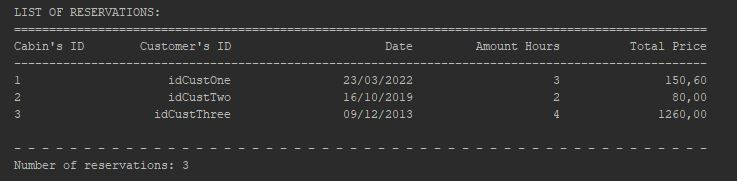 LIST OF RESERVATIONS:
===================================================================================================
Cabin's ID        Customer's ID                      Date         Amount Hours          Total Price
---------------------------------------------------------------------------------------------------
1                     idCustOne                23/03/2022                    3               150,60
2                     idCustTwo                16/10/2019                    2                80,00
3                   idCustThree                09/12/2013                    4              1260,00
- - - - - - - - - - - - - - - - - - - - - - - - - - - - - - - - - - - - - - - - - - - - - - - - - -
Number of reservations: 3